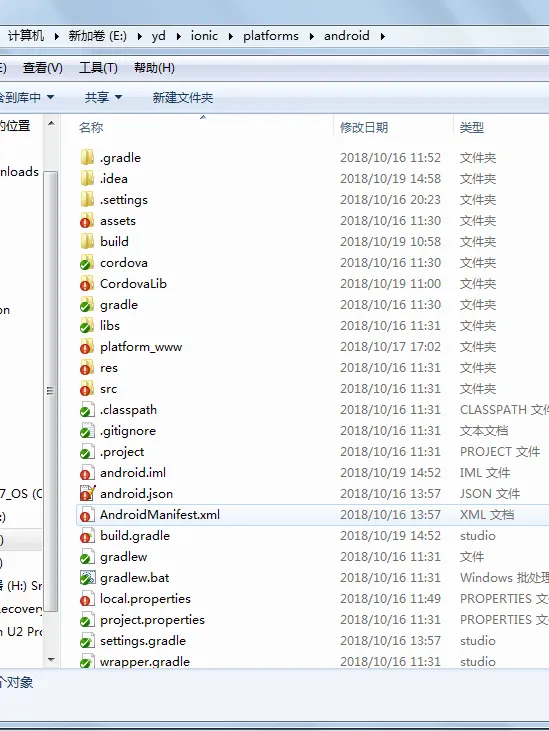 计算机 ▸ 新加卷 (E:) ▸ yd ▸ ionic ▸ platforms ▸ android ▸
查看(V) 工具(T) 帮助(H)
含到库中 共享 新建文件夹
的位置 名称 修改日期 类型
.gradle 2018/10/16 11:52 文件夹
nloads .idea 2018/10/19 14:58 文件夹
.settings 2018/10/16 20:23 文件夹
assets 2018/10/16 11:30 文件夹
build 2018/10/19 10:58 文件夹
cordova 2018/10/16 11:30 文件夹
CordovaLib 2018/10/19 11:00 文件夹
on gradle 2018/10/16 11:30 文件夹
libs 2018/10/16 11:31 文件夹
platform_www 2018/10/17 17:02 文件夹
res 2018/10/16 11:31 文件夹
src 2018/10/16 11:31 文件夹
.classpath 2018/10/16 11:31 CLASSPATH 文件
.gitignore 2018/10/16 11:31 文本文档
.project 2018/10/16 11:31 PROJECT 文件
android.iml 2018/10/19 14:52 IML 文件
7_OS (C android.json 2018/10/16 13:57 JSON 文件
:) AndroidManifest.xml 2018/10/16 13:57 XML 文档
) build.gradle 2018/10/19 14:52 studio
) gradlew 2018/10/16 11:31 文件
器 (H:) Sr gradlew.bat 2018/10/16 11:31 Windows 批处理
ecovery local.properties 2018/10/16 11:49 PROPERTIES 文
n U2 Pro project.properties 2018/10/16 11:31 PROPERTIES 文
settings.gradle 2018/10/16 13:57 studio
wrapper.gradle 2018/10/16 11:31 studio
个对象